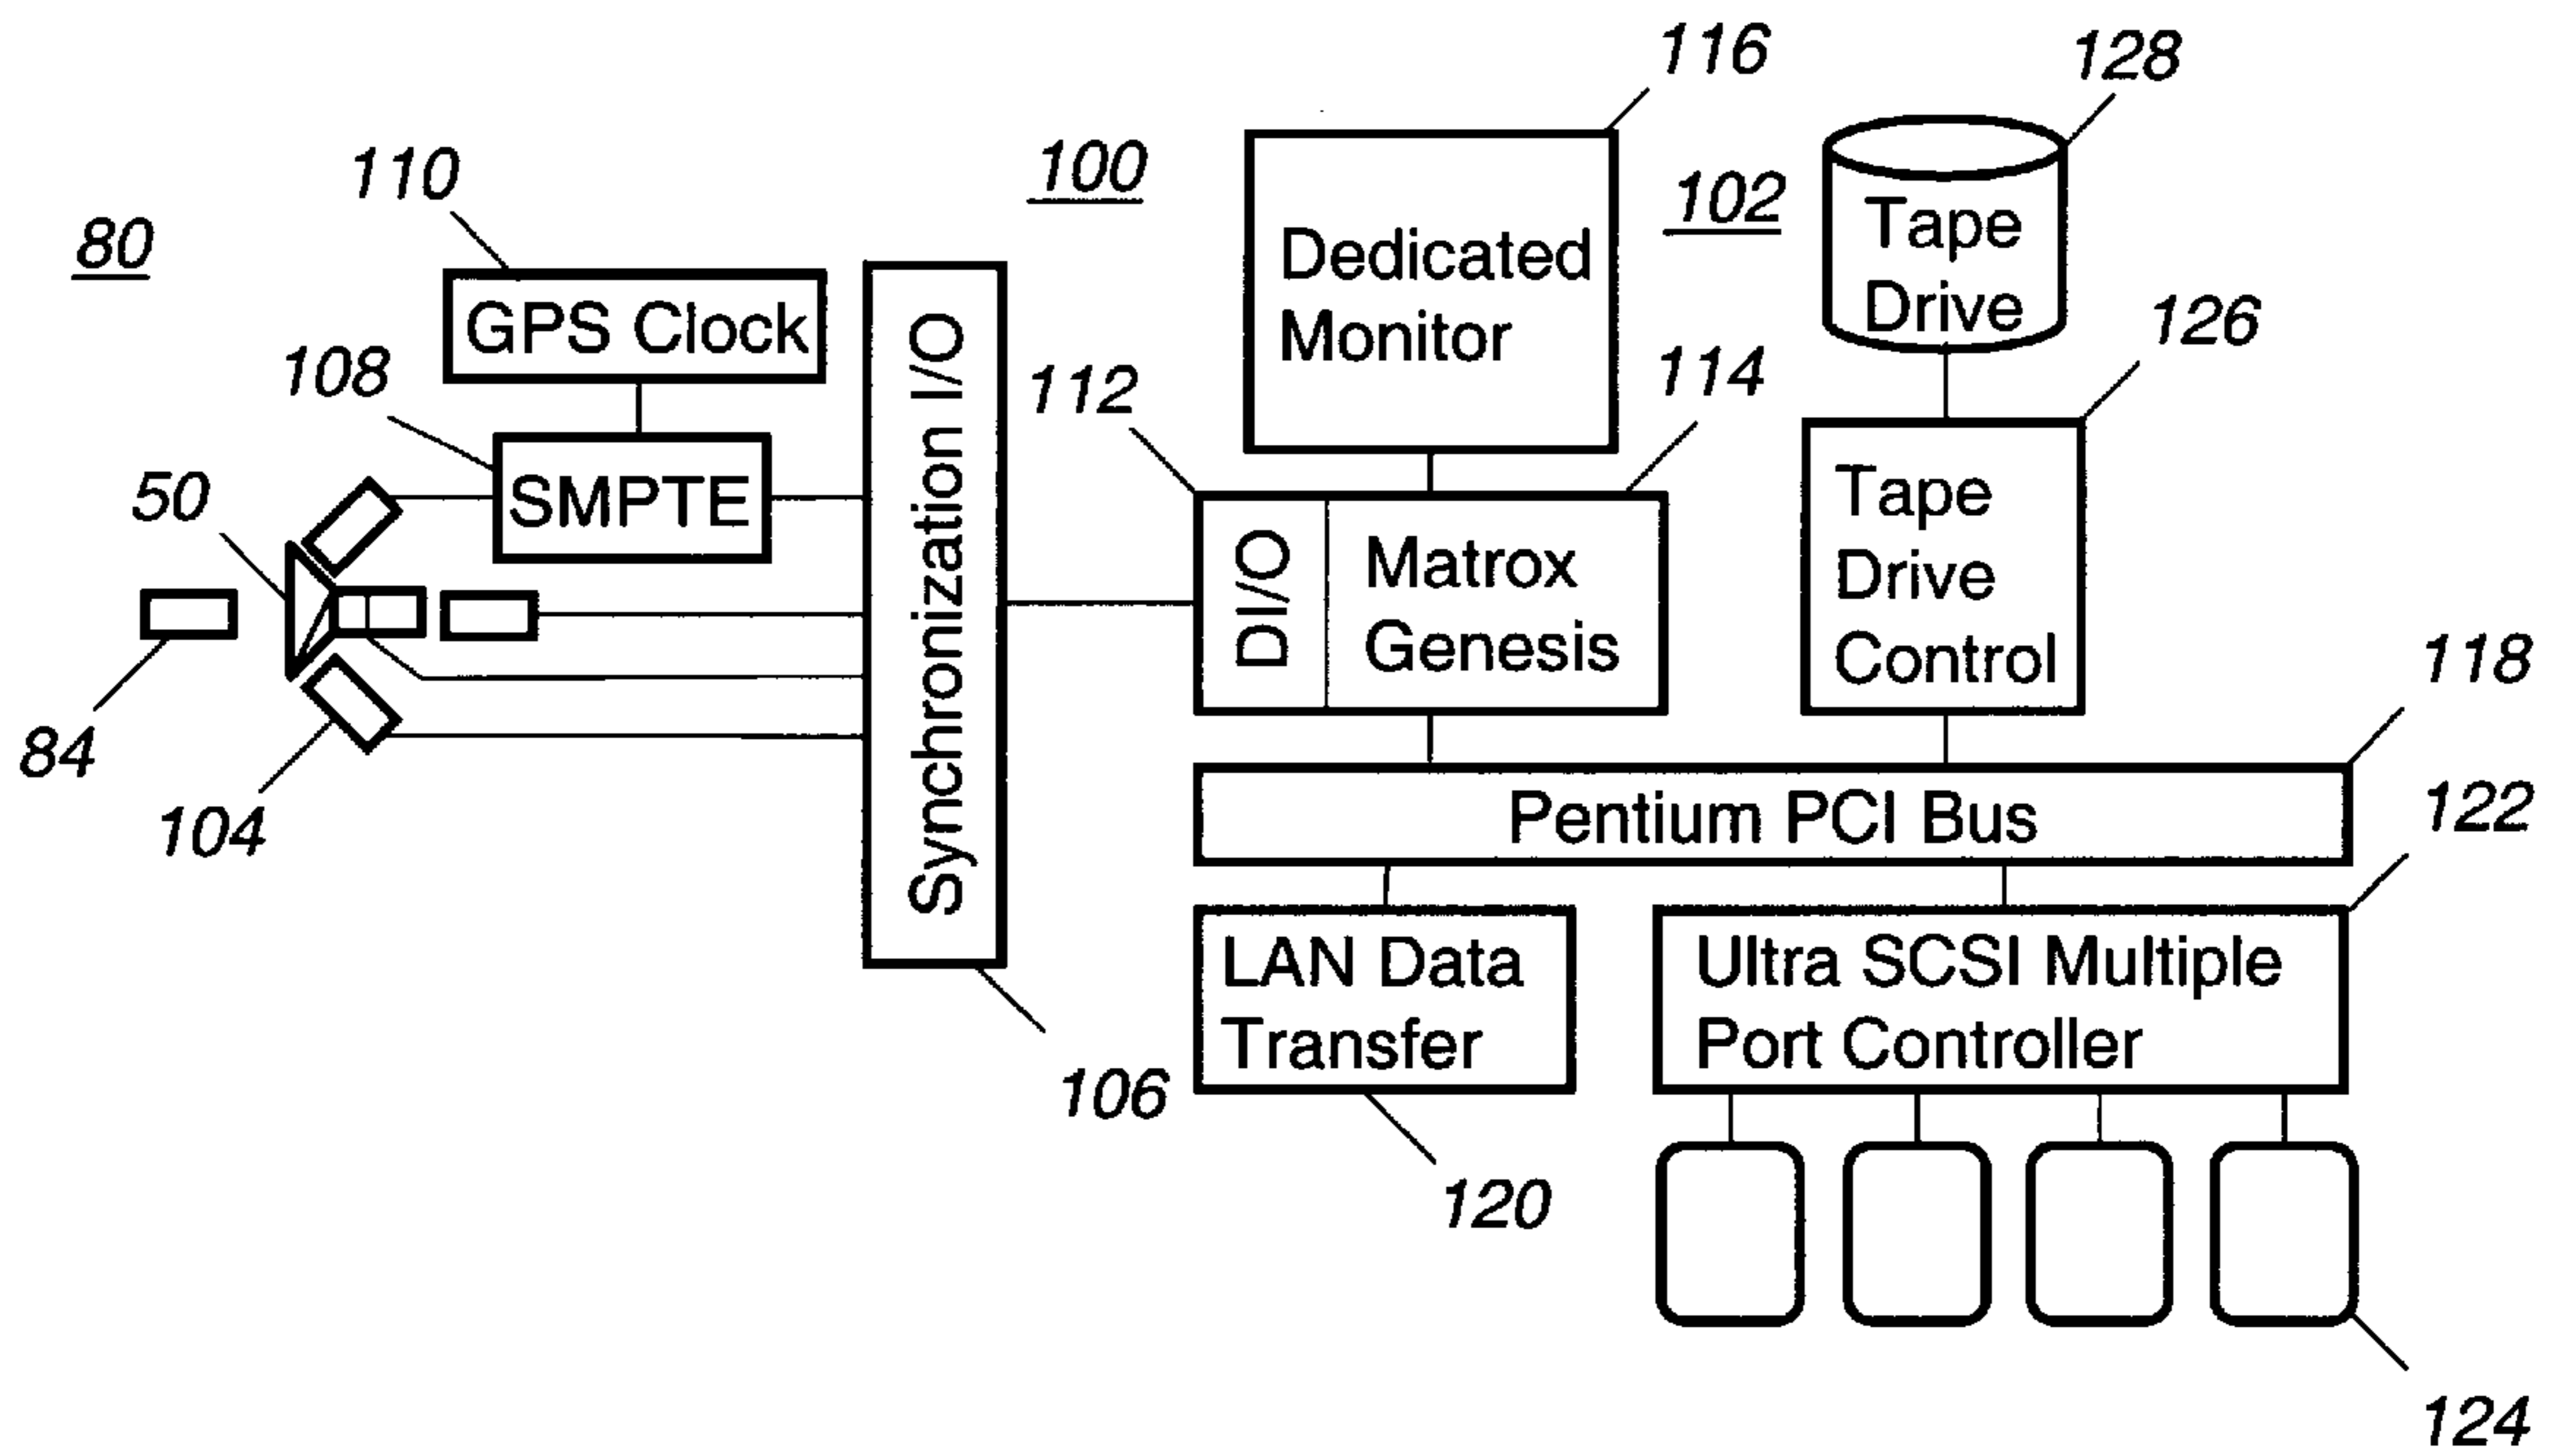 116
128
110
100
102
80
Tape
Drive
Dedicated
Monitor
GPS Clock
126
108
112
114
Synchronization I/O
50
SMPTE
DI/O
Matrox
Genesis
Tape
Drive
Control
118
84
104
Pentium PCI Bus
122
LAN Data
Transfer
Ultra SCSI Multiple
Port Controller
106
120
124